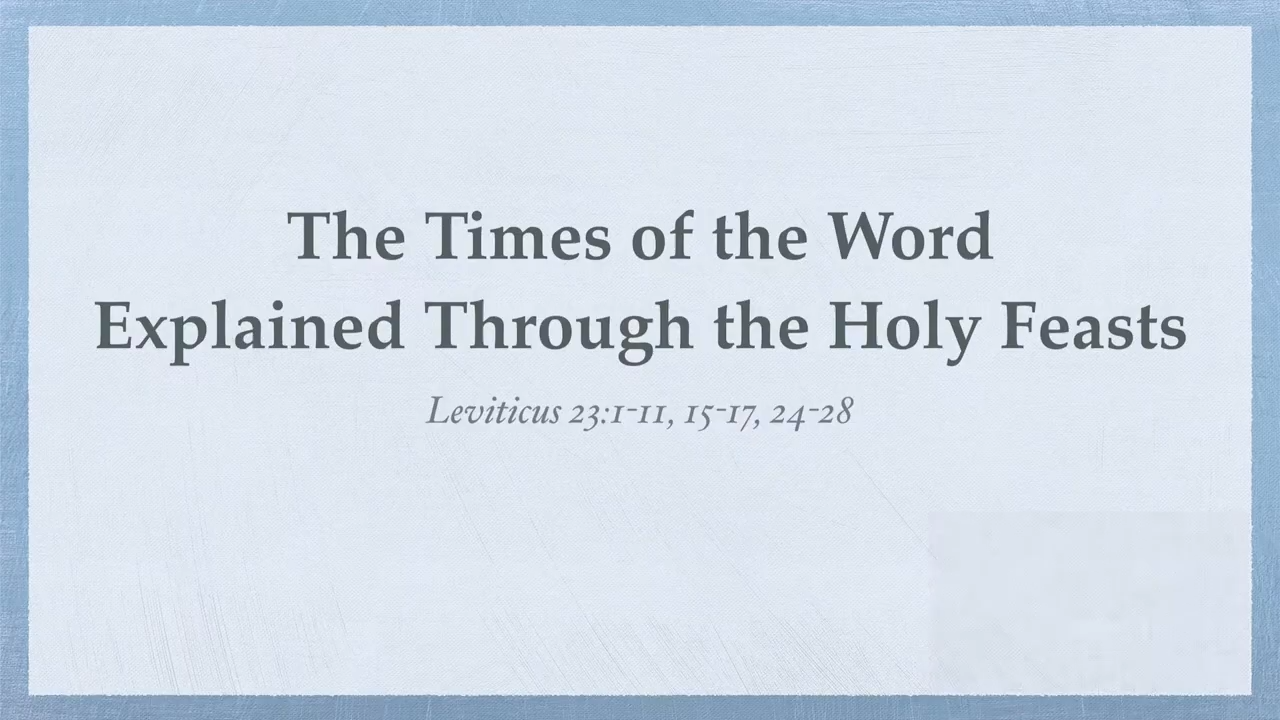 The Times of the Word
Explained Through the Holy Feasts
Leviticus 23:1-11, 15-17, 24-28